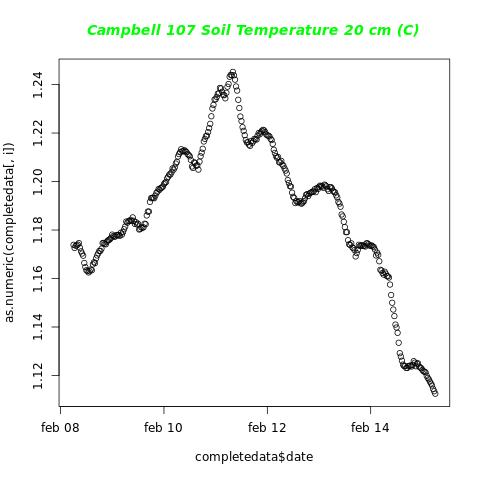 Campbell 107 Soil Temperature 20 cm (C)
as.numeric(completedata[, i])
1.24
1.22
1.20
1.18
1.16
1.14
1.12
feb 08 feb 10 feb 12 feb 14
completedata$date